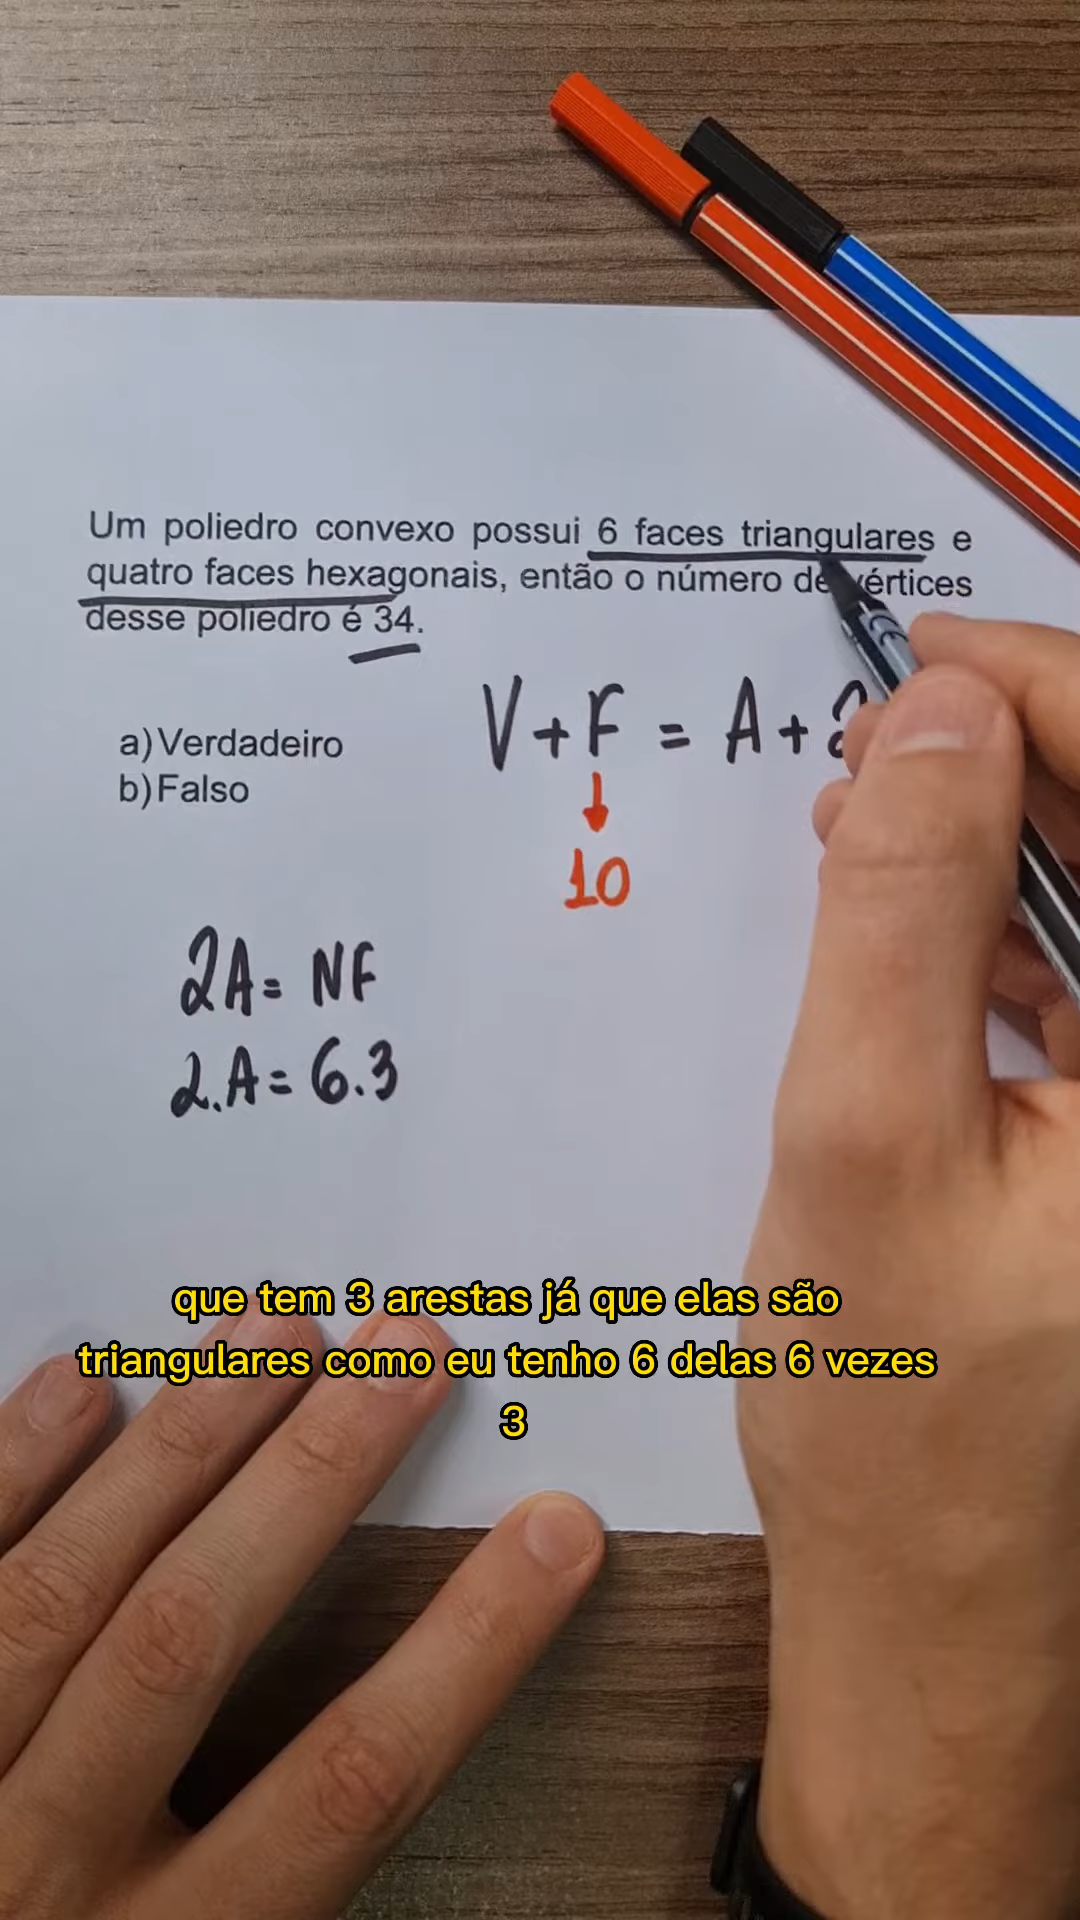 Um poliedro convexo possui 6 faces triangulares e
quatro faces hexagonais, então o número de vértices
desse poliedro é 34.
V+F = A+2
a) Verdadeiro
b) Falso
10
2A= NF
2.A= 6.3
que tem 3 arestas já que elas são
triangulares como eu tenho 6 delas 6 vezes
3